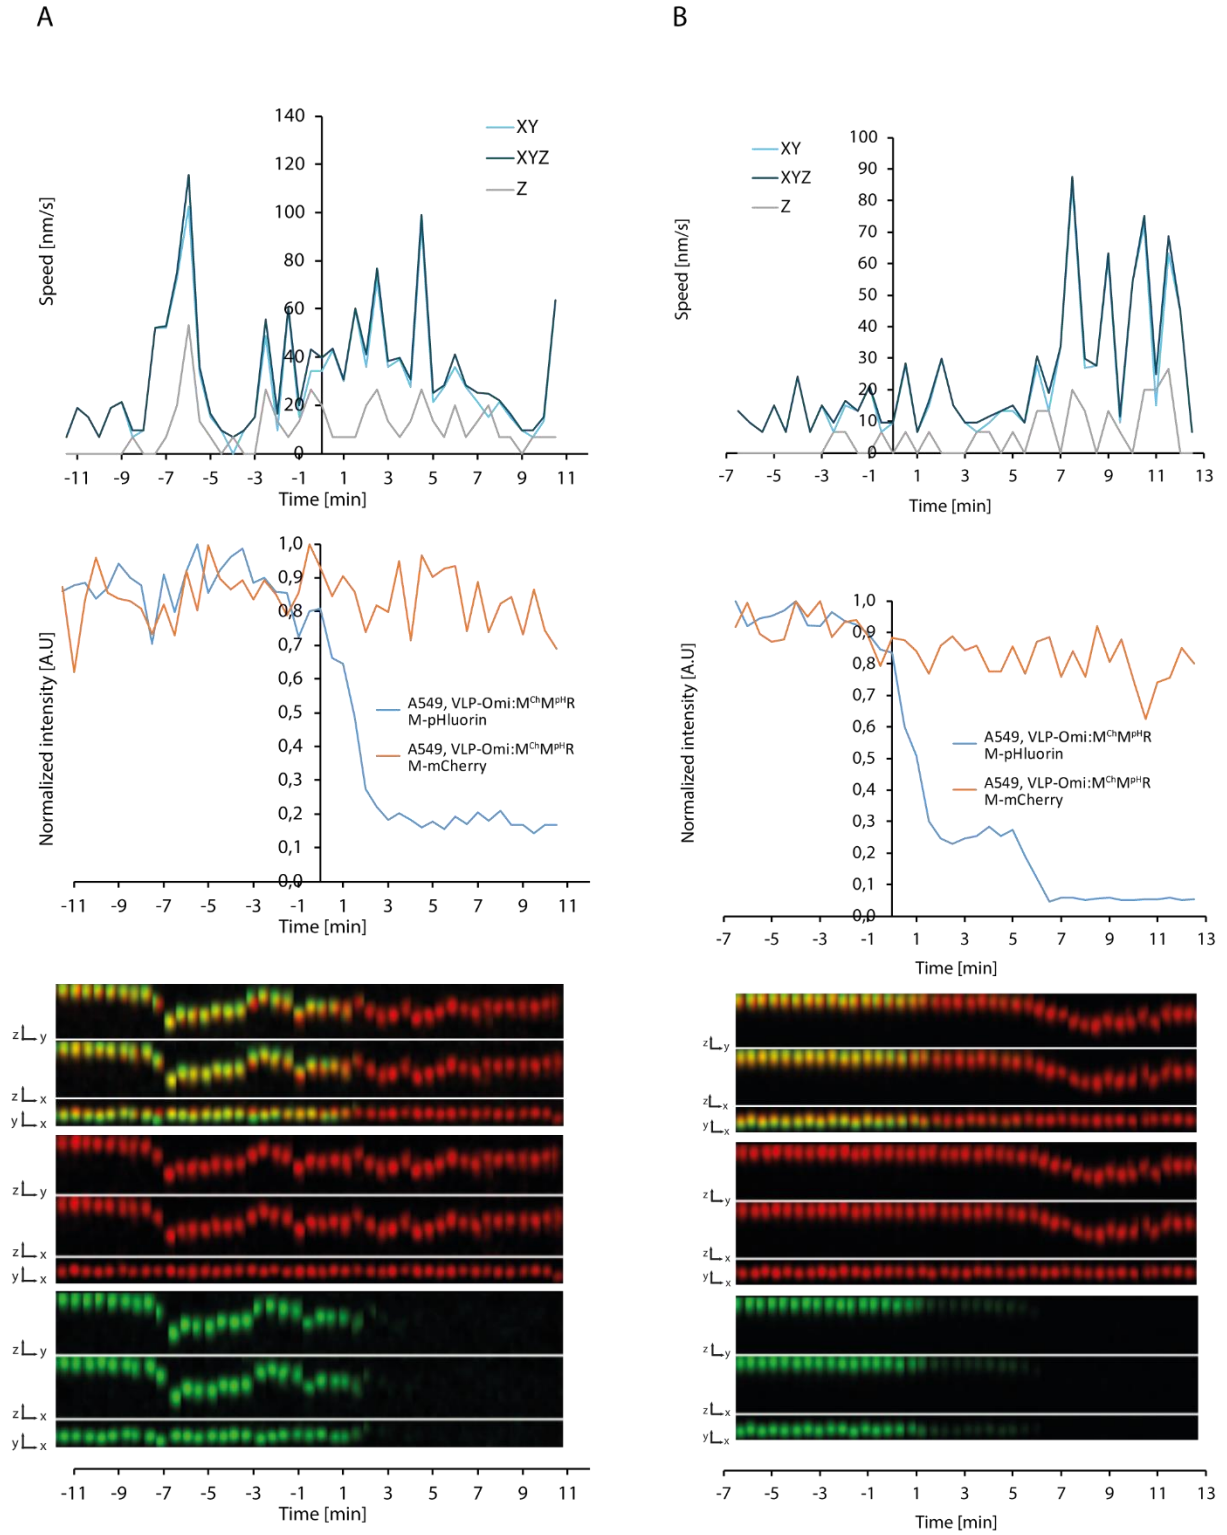 A
140
120
100
80
60
40
20
0
Speed [nm/s]
XY
XYZ
Z
-11 -9 -7 -5 -3 -1 1 3 5 7 9 11
Time [min]
1,0
0,9
0,8
0,7
0,6
0,5
0,4
0,3
0,2
0,1
0,0
Normalized intensity [A.U]
A549, VLP-Omi:MChMpHR
M-pHluorin
A549, VLP-Omi:MChMpHR
M-mCherry
-11 -9 -7 -5 -3 -1 1 3 5 7 9 11
Time [min]
z y
z x
y x
z y
z x
y x
z y
z x
y x
-11 -9 -7 -5 -3 -1 1 3 5 7 9 11
Time [min]
B
100
90
80
70
60
50
40
30
20
10
0
Speed [nm/s]
XY
XYZ
Z
-7 -5 -3 -1 1 3 5 7 9 11 13
Time [min]
1,0
0,9
0,8
0,7
0,6
0,5
0,4
0,3
0,2
0,1
0,0
Normalized intensity [A.U]
A549, VLP-Omi:MChMpHR
M-pHluorin
A549, VLP-Omi:MChMpHR
M-mCherry
-7 -5 -3 -1 1 3 5 7 9 11 13
Time [min]
z y
z x
y x
z y
z x
y x
z y
z x
y x
-7 -5 -3 -1 1 3 5 7 9 11 13
Time [min]